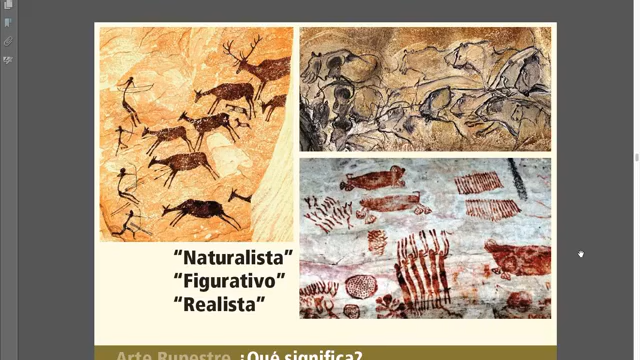 “Naturalista”
“Figurativo”
“Realista”
Arte Rupestre ¿Qué significa?